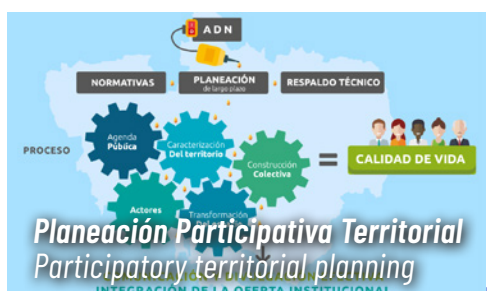 ADN
NORMATIVAS
PLANEACIÓN
de largo plazo
RESPALDO TÉCNICO
PROCESO
Agenda
Pública
Caracterización
Del territorio
Construcción
Colectiva
=
CALIDAD DE VIDA
Actores
Transformación
Planeación Participativa Territorial
Participatory territorial planning
INTEGRACIÓN DE LA OFERTA INSTITUCIONAL